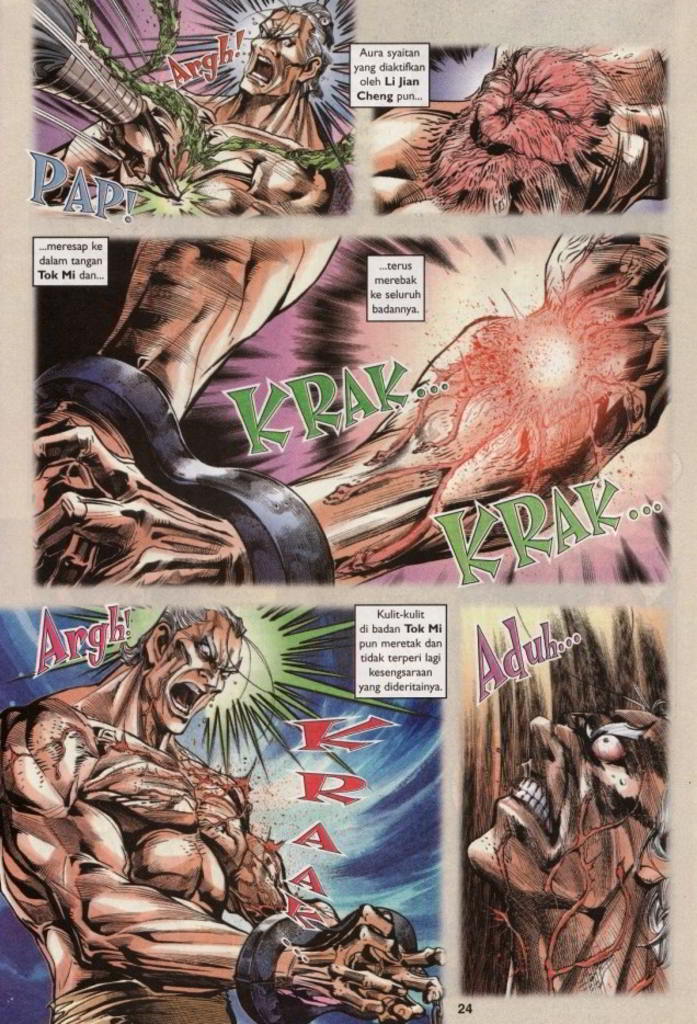 Argh!
PAP!
Aura syaitan
yang diaktifkan
oleh Li Jian
Cheng pun...
...meresap ke
dalam tangan
Tok Mi dan...
...terus
merebak
ke seluruh
badannya.
KRAK...
KRAK...
Argh!
Kulit-kulit
di badan Tok Mi
pun meretak dan
tidak terperi lagi
kesengsaraan
yang dideritainya.
KRAAK
Aduh...
24